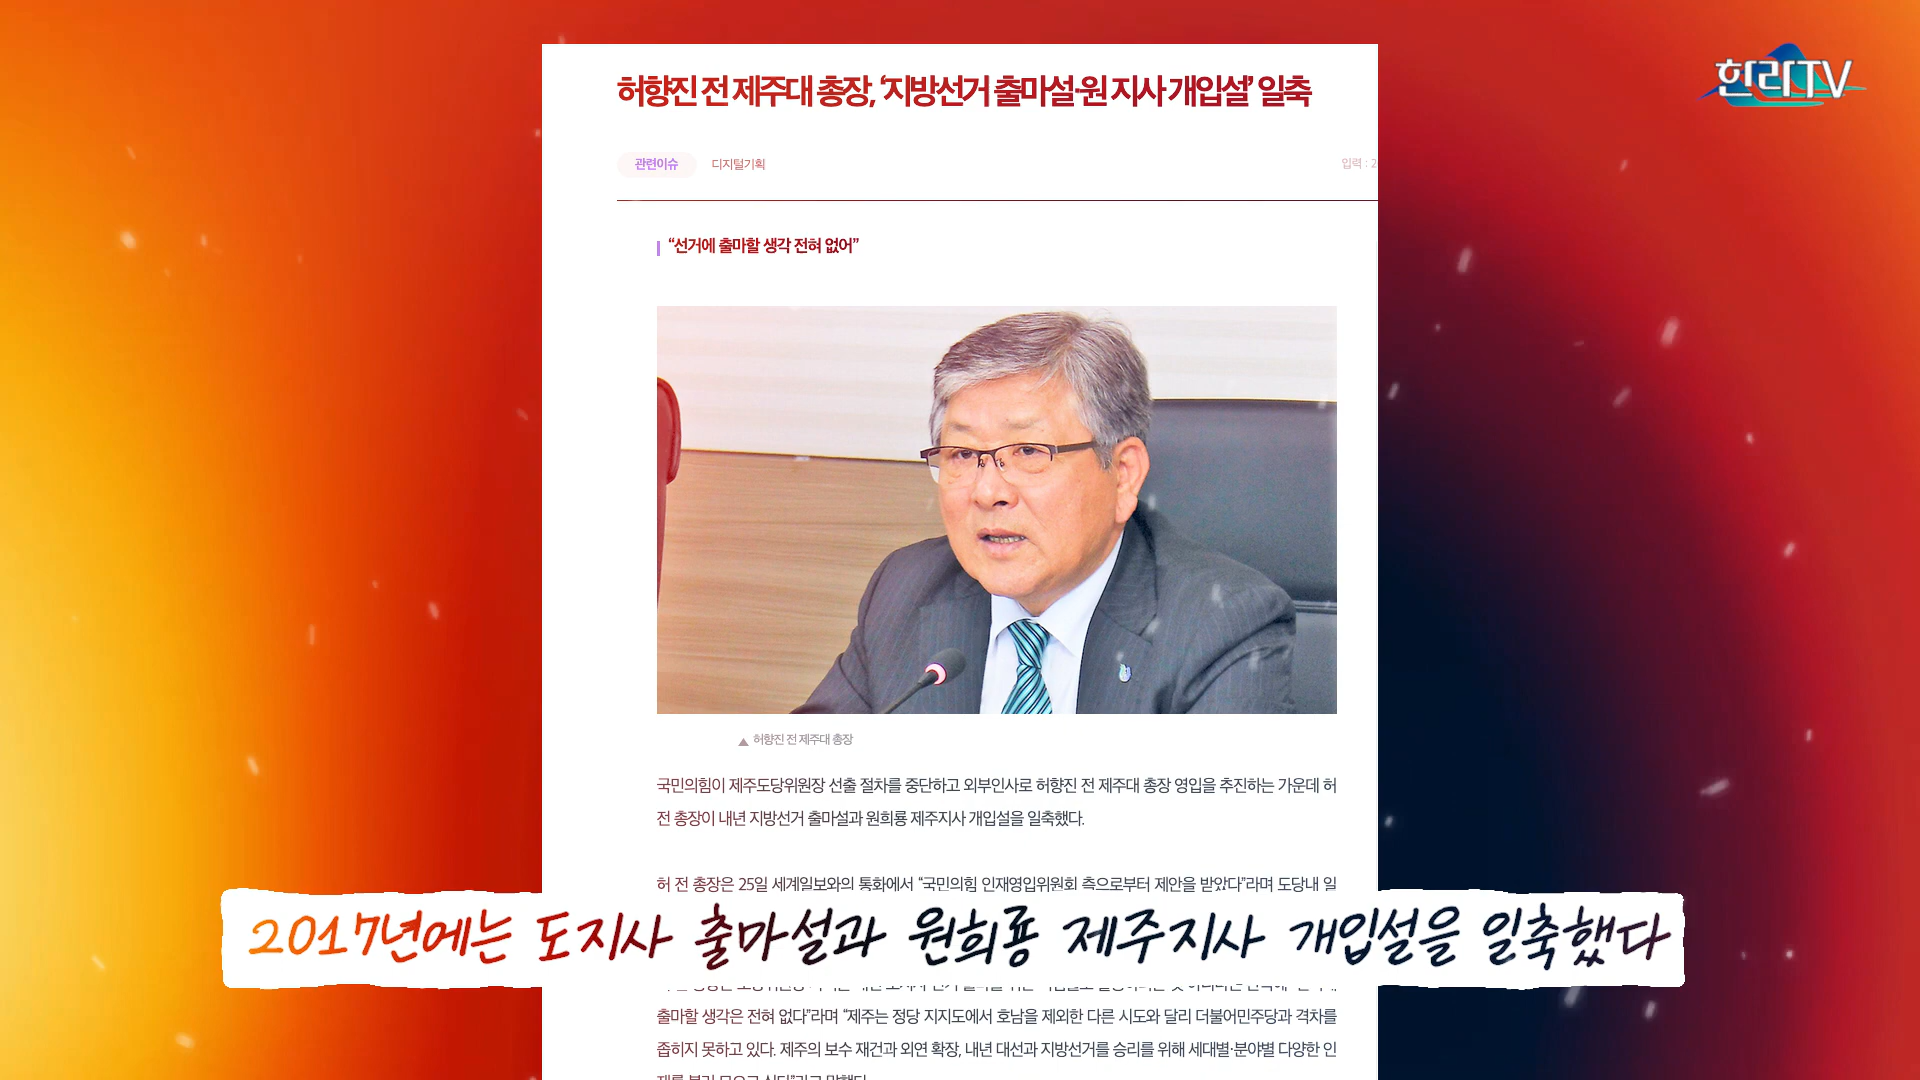 한라TV
허향진 전 제주대 총장, ‘지방선거 출마설·원 지사 개입설’ 일축
관련이슈 디지털기획
입력 : 2
“선거에 출마할 생각 전혀 없어”
▲ 허향진 전 제주대 총장
국민의힘이 제주도당위원장 선출 절차를 중단하고 외부인사로 허향진 전 제주대 총장 영입을 추진하는 가운데 허
전 총장이 내년 지방선거 출마설과 원희룡 제주지사 개입설을 일축했다.
허 전 총장은 25일 세계일보와의 통화에서 “국민의힘 인재영입위원회 측으로부터 제안을 받았다”라며 도당내 일
2017년에는 도지사 출마설과 원희룡 제주지사 개입설을 일축했다
출마할 생각은 전혀 없다”라며 “제주는 정당 지지도에서 호남을 제외한 다른 시도와 달리 더불어민주당과 격차를
좁히지 못하고 있다. 제주의 보수 재건과 외연 확장, 내년 대선과 지방선거를 승리를 위해 세대별·분야별 다양한 인